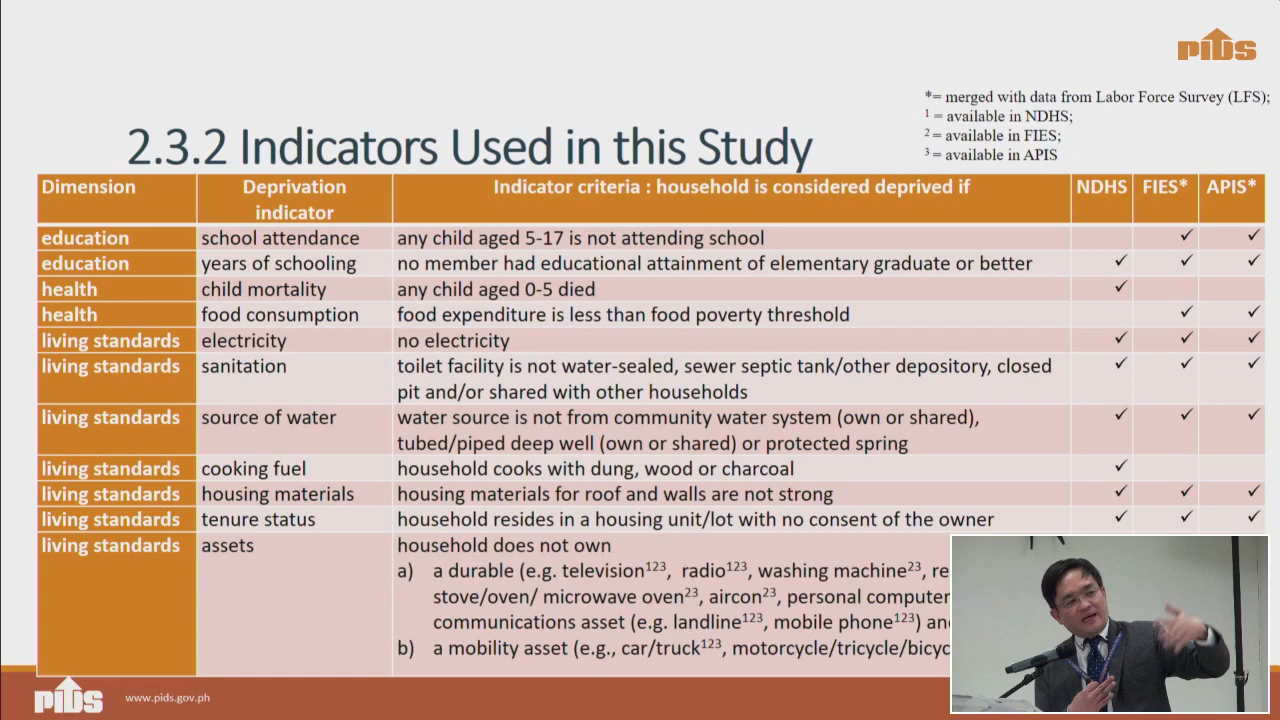 PIDS
*= merged with data from Labor Force Survey (LFS);
1 = available in NDHS;
2 = available in FIES;
3 = available in APIS
2.3.2 Indicators Used in this Study
Dimension Deprivation indicator Indicator criteria : household is considered deprived if NDHS FIES* APIS*
education school attendance any child aged 5-17 is not attending school ✓ ✓
education years of schooling no member had educational attainment of elementary graduate or better ✓ ✓ ✓
health child mortality any child aged 0-5 died ✓
health food consumption food expenditure is less than food poverty threshold ✓ ✓
living standards electricity no electricity ✓ ✓ ✓
living standards sanitation toilet facility is not water-sealed, sewer septic tank/other depository, closed ✓ ✓ ✓
pit and/or shared with other households
living standards source of water water source is not from community water system (own or shared), ✓ ✓ ✓
tubed/piped deep well (own or shared) or protected spring
living standards cooking fuel household cooks with dung, wood or charcoal ✓
living standards housing materials housing materials for roof and walls are not strong ✓ ✓ ✓
living standards tenure status household resides in a housing unit/lot with no consent of the owner ✓ ✓ ✓
living standards assets household does not own
a) a durable (e.g. television123, radio123, washing machine23, re
stove/oven/ microwave oven23, aircon23, personal computer
communications asset (e.g. landline123, mobile phone123) and
b) a mobility asset (e.g., car/truck123, motorcycle/tricycle/bicyc
PIDS www.pids.gov.ph